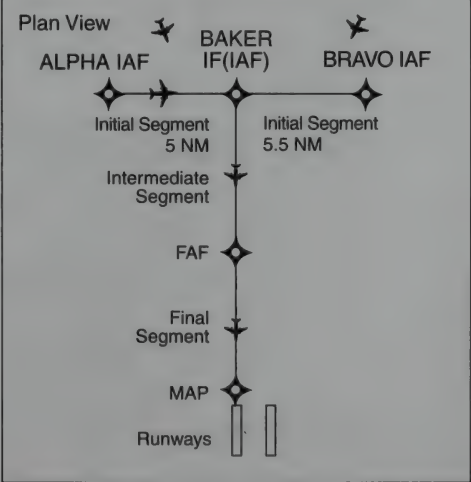 Plan View
BAKER
IF(IAF)
ALPHA IAF
BRAVO IAF
Initial Segment
5 NM
Initial Segment
5.5 NM
Intermediate
Segment
FAF
Final
Segment
MAP
Runways